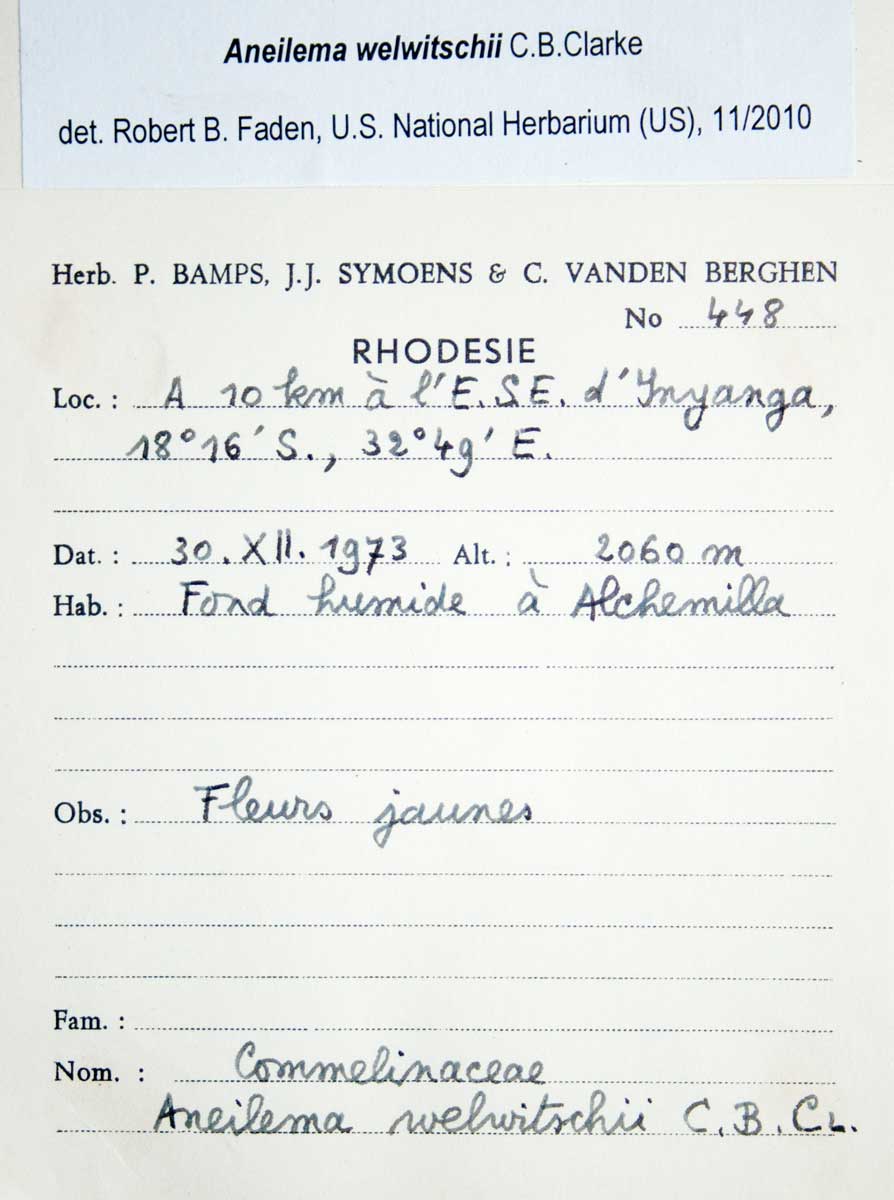 Aneilema welwitschii C.B.Clarke
det. Robert B. Faden, U.S. National Herbarium (US), 11/2010
Herb. P. BAMPS, J.J. SYMOENS & C. VANDEN BERGHEN
No 448
RHODESIE
Loc. : A 10 km à l'E.S.E. d'Inyanga,
18°16'S., 32°49'E.
Dat. : 30.XII.1973 Alt. : 2060 m
Hab. : Fond humide à Alchemilla
Obs. : Fleurs jaunes
Fam. :
Nom. : Commelinaceae
Aneilema welwitschii C.B.CL.